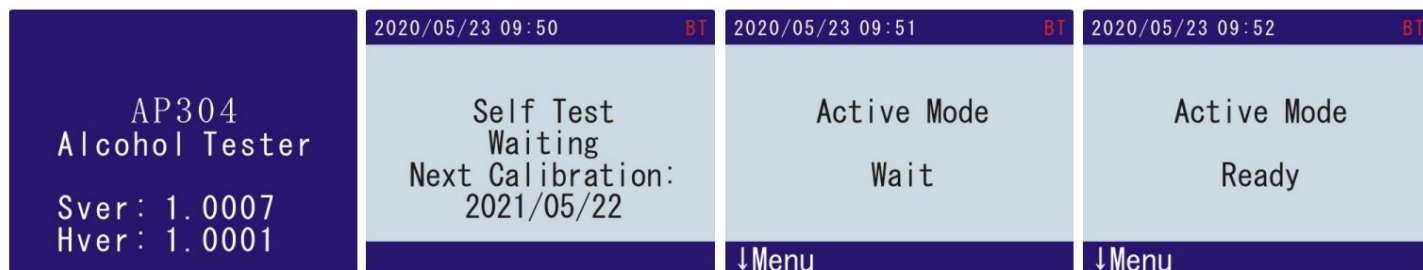 AP304
Alcohol Tester
Sver: 1.0007
Hver: 1.0001
2020/05/23 09:50 BT
Self Test
Waiting
Next Calibration:
2021/05/22
2020/05/23 09:51 BT
Active Mode
Wait
↓Menu
2020/05/23 09:52 BT
Active Mode
Ready
↓Menu